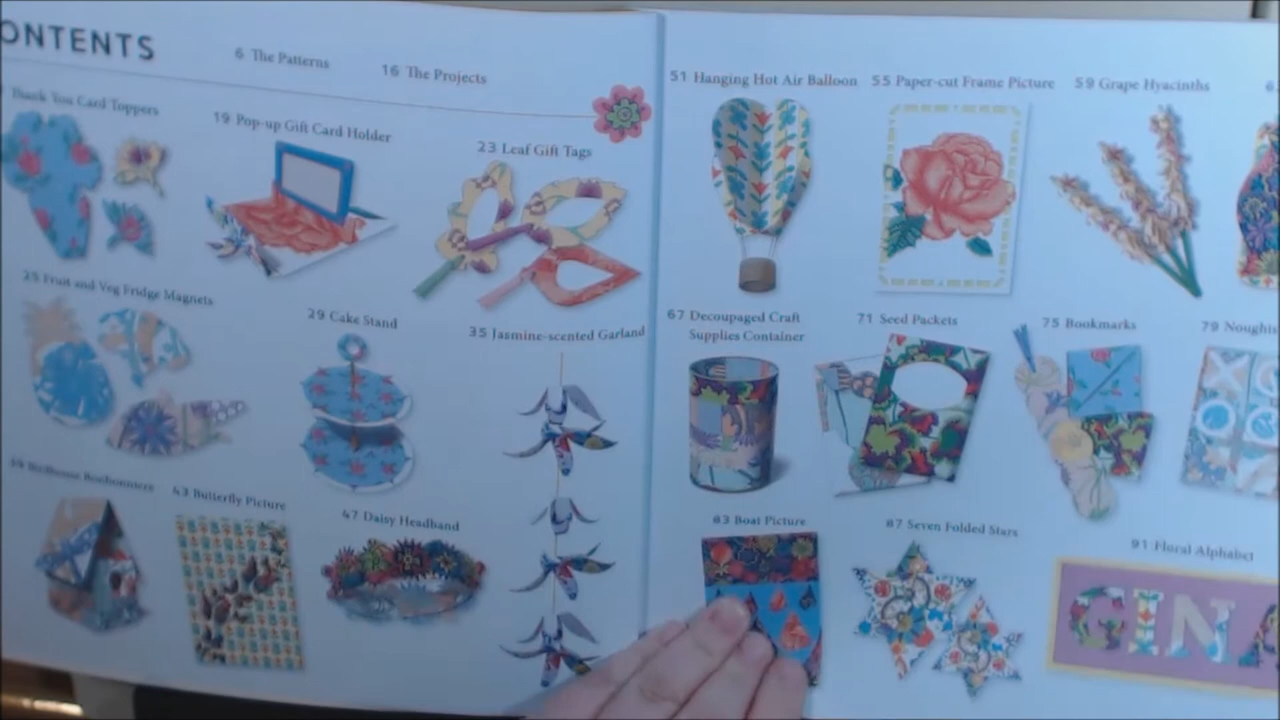 ONTENTS
6 The Patterns
16 The Projects
Thank You Card Toppers
19 Pop-up Gift Card Holder
23 Leaf Gift Tags
25 Fruit and Veg Fridge Magnets
29 Cake Stand
35 Jasmine-scented Garland
43 Butterfly Picture
47 Daisy Headband
51 Hanging Hot Air Balloon
55 Paper-cut Frame Picture
59 Grape Hyacinths
67 Decoupaged Craft
Supplies Container
71 Seed Packets
75 Bookmarks
79 Noughts
83 Boat Picture
87 Seven Folded Stars
91 Floral Alphabet
GINA